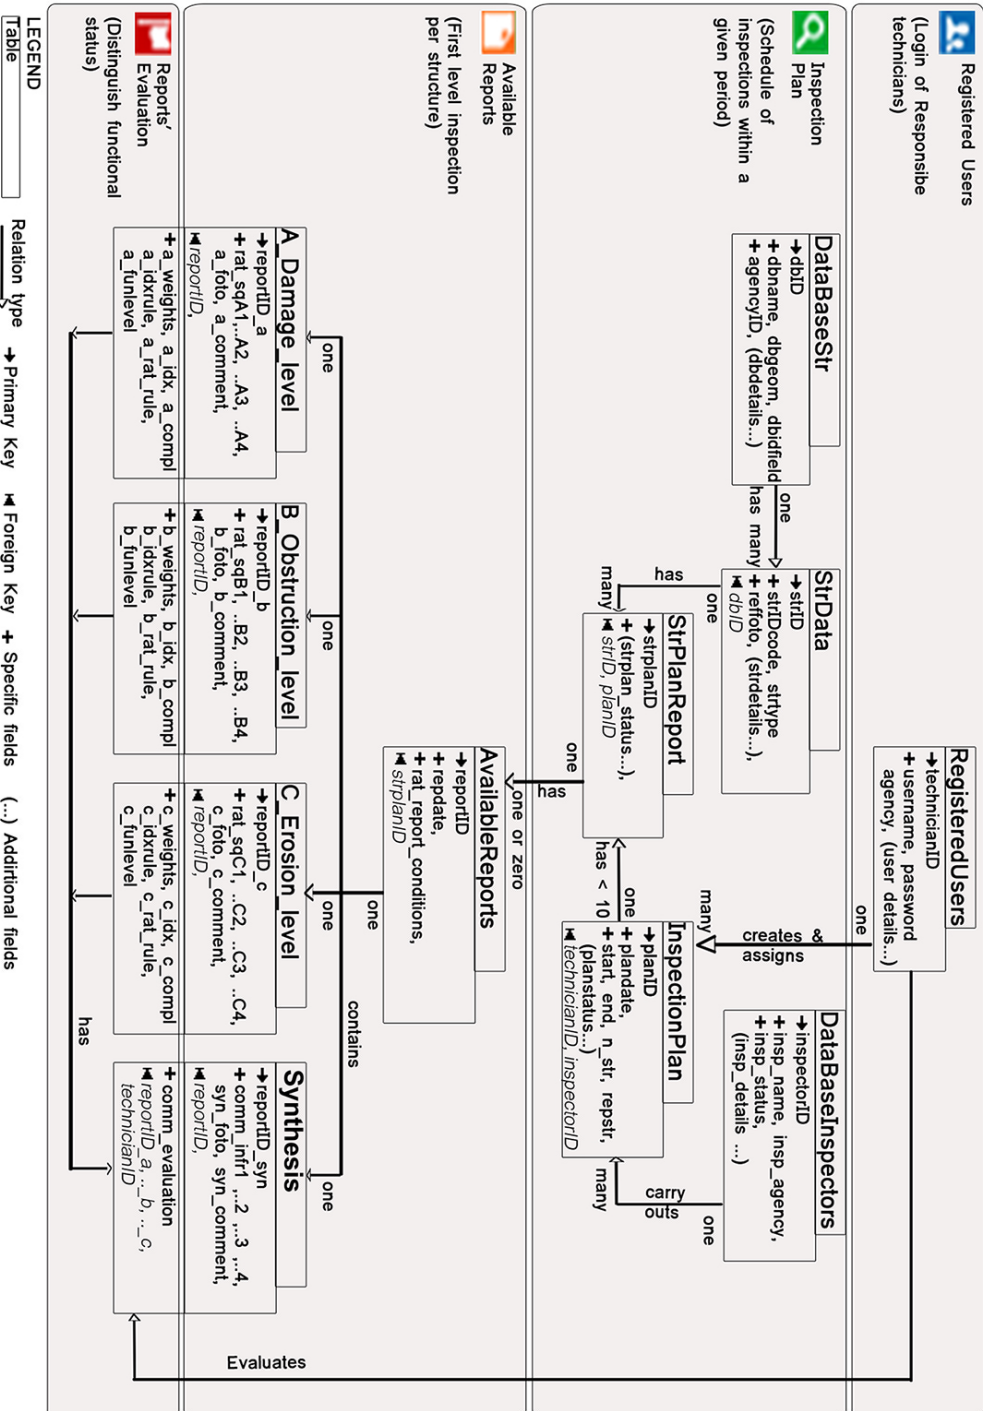 Registered Users
(Login of Responsibe
technicians)
RegisteredUsers
technicianID
+ username, password
agency, (user details...)
one
creates &
assigns
many
Inspection
Plan
(Schedule of
inspections within a
given period)
DataBaseStr
dbID
+ dbname, dbgeom, dbidfield
+ agencyID, (dbdetails...)
one
has many
StrData
strID
+ strIDcode, strtype
+ reffoto, (strdetails...),
dbID
one
has
many
StrPlanReport
strplanID
+ (strplan_status...),
strID, planID
one
has < 10
InspectionPlan
planID
+ plandate,
+ start, end, n_str, repstr,
(planstatus...)
technicianID, inspectorID
DataBaseInspectors
inspectorID
+ insp_name, insp_agency,
+ insp_status,
(insp_details ...)
one
carry
outs
many
one
has
one or zero
Available
Reports
(First level inspection
per structure)
AvailableReports
reportID
+ repdate,
+ rat_report_conditions,
strplanID
one
contains
one
one
one
one
A_Damage_level
reportID_a
+ rat_sqA1,..A2, ..A3, ..A4,
a_foto, a_comment,
reportID,
B_Obstruction_level
reportID_b
+ rat_sqB1, ..B2, ..B3, ..B4,
b_foto, b_comment,
reportID,
C_Erosion_level
reportID_c
+ rat_sqC1, ..C2, ..C3, ..C4,
c_foto, c_comment,
reportID,
Synthesis
reportID_syn
+ comm_infr1 ,..2 ,..3 ,..4,
syn_foto, syn_comment,
reportID,
Reports'
Evaluation
(Distinguish functional
status)
+ a_weights, a_idx, a_compl
a_idxrule, a_rat_rule,
a_funlevel
+ b_weights, b_idx, b_compl
b_idxrule, b_rat_rule,
b_funlevel
+ c_weights, c_idx, c_compl
c_idxrule, c_rat_rule,
c_funlevel
+ comm_evaluation
reportID_a, .._b, .._c,
technicianID
has
Evaluates
LEGEND
Table
Relation type
Primary Key
Foreign Key
+ Specific fields
(...) Addirtional fields